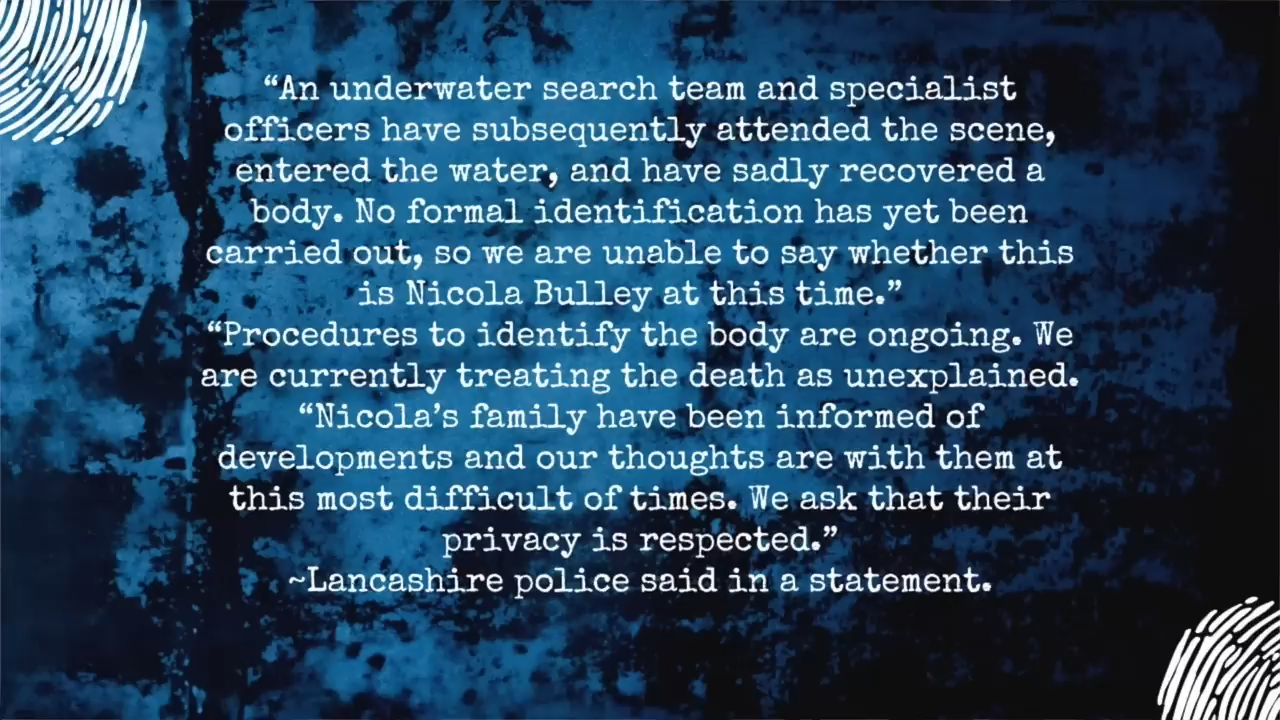 “An underwater search team and specialist
officers have subsequently attended the scene,
entered the water, and have sadly recovered a
body. No formal identification has yet been
carried out, so we are unable to say whether this
is Nicola Bulley at this time.”
“Procedures to identify the body are ongoing. We
are currently treating the death as unexplained.
“Nicola’s family have been informed of
developments and our thoughts are with them at
this most difficult of times. We ask that their
privacy is respected.”
~Lancashire police said in a statement.